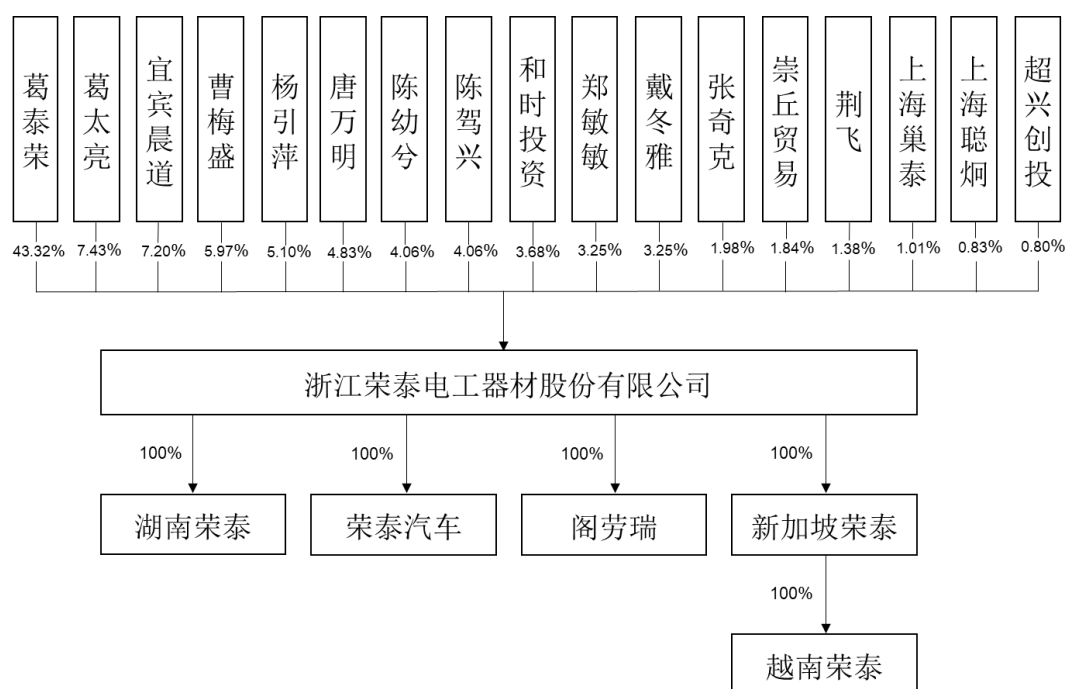 葛泰荣
葛太亮
宜宾晨道
曹梅盛
杨引萍
唐万明
陈幼兮
陈驾兴
和时投资
郑敏敏
戴冬雅
张奇克
崇丘贸易
荆飞
上海巢泰
上海聪炯
超兴创投
43.32%
7.43%
7.20%
5.97%
5.10%
4.83%
4.06%
4.06%
3.68%
3.25%
3.25%
1.98%
1.84%
1.38%
1.01%
0.83%
0.80%
浙江荣泰电工器材股份有限公司
100%
100%
100%
100%
湖南荣泰
荣泰汽车
阁劳瑞
新加坡荣泰
100%
越南荣泰